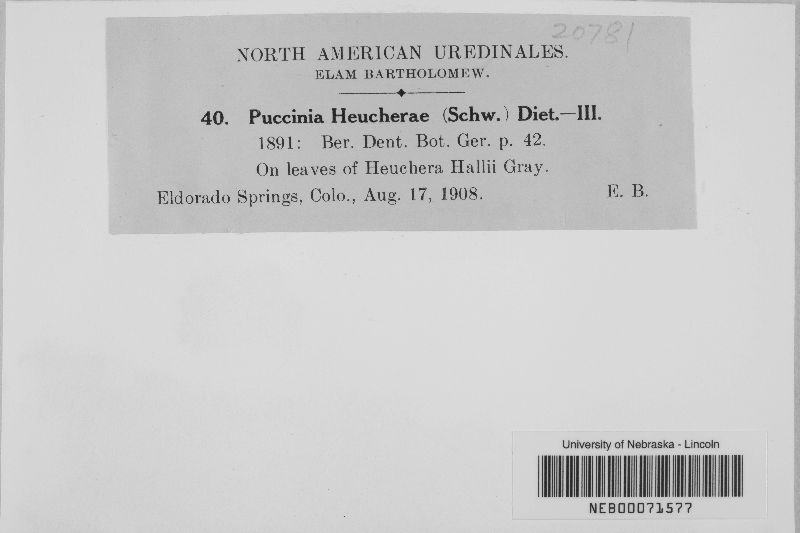 20781
NORTH AMERICAN UREDINALES.
ELAM BARTHOLOMEW.
40. Puccinia Heucherae (Schw.) Diet.—III.
1891: Ber. Dent. Bot. Ger. p. 42.
On leaves of Heuchera Hallii Gray.
Eldorado Springs, Colo., Aug. 17, 1908. E. B.
University of Nebraska - Lincoln
NEB00071577